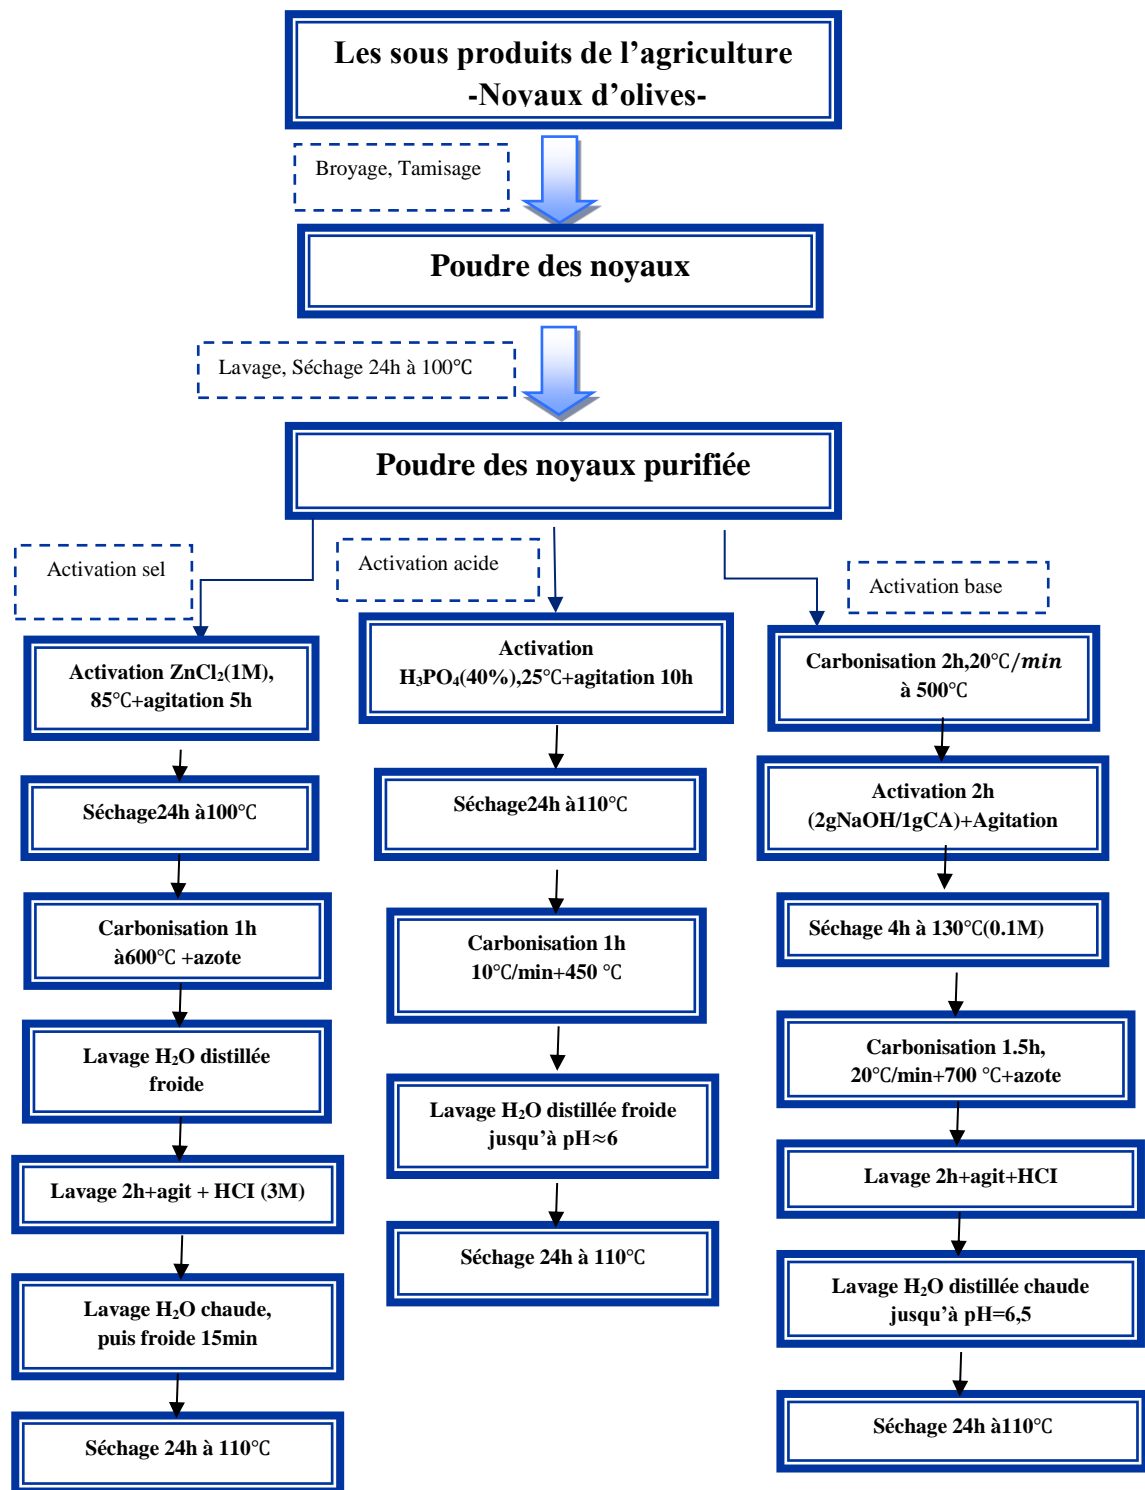 Les sous produits de l’agriculture
-Novaux d’olives-
Broyage, Tamisage
Poudre des noyaux
Lavage, Séchage 24h à 100℃
Poudre des noyaux purifiée
Activation sel
Activation ZnCl₂(1M),
85℃+agitation 5h
Séchage24h à100℃
Carbonisation 1h
à600℃ +azote
Lavage H₂O distillée
froide
Lavage 2h+agit + HCI (3M)
Lavage H₂O chaude,
puis froide 15min
Séchage 24h à 110℃
Activation acide
Activation
H₃PO₄(40%),25℃+agitation 10h
Séchage24h à110℃
Carbonisation 1h
10℃/min+450 ℃
Lavage H₂O distillée froide
jusqu’à pH≈6
Séchage 24h à 110℃
Activation base
Carbonisation 2h,20℃/min
à 500℃
Activation 2h
(2gNaOH/1gCA)+Agitation
Séchage 4h à 130℃(0.1M)
Carbonisation 1.5h,
20℃/min+700 ℃+azote
Lavage 2h+agit+HCI
Lavage H₂O distillée chaude
jusqu’à pH=6,5
Séchage 24h à110℃